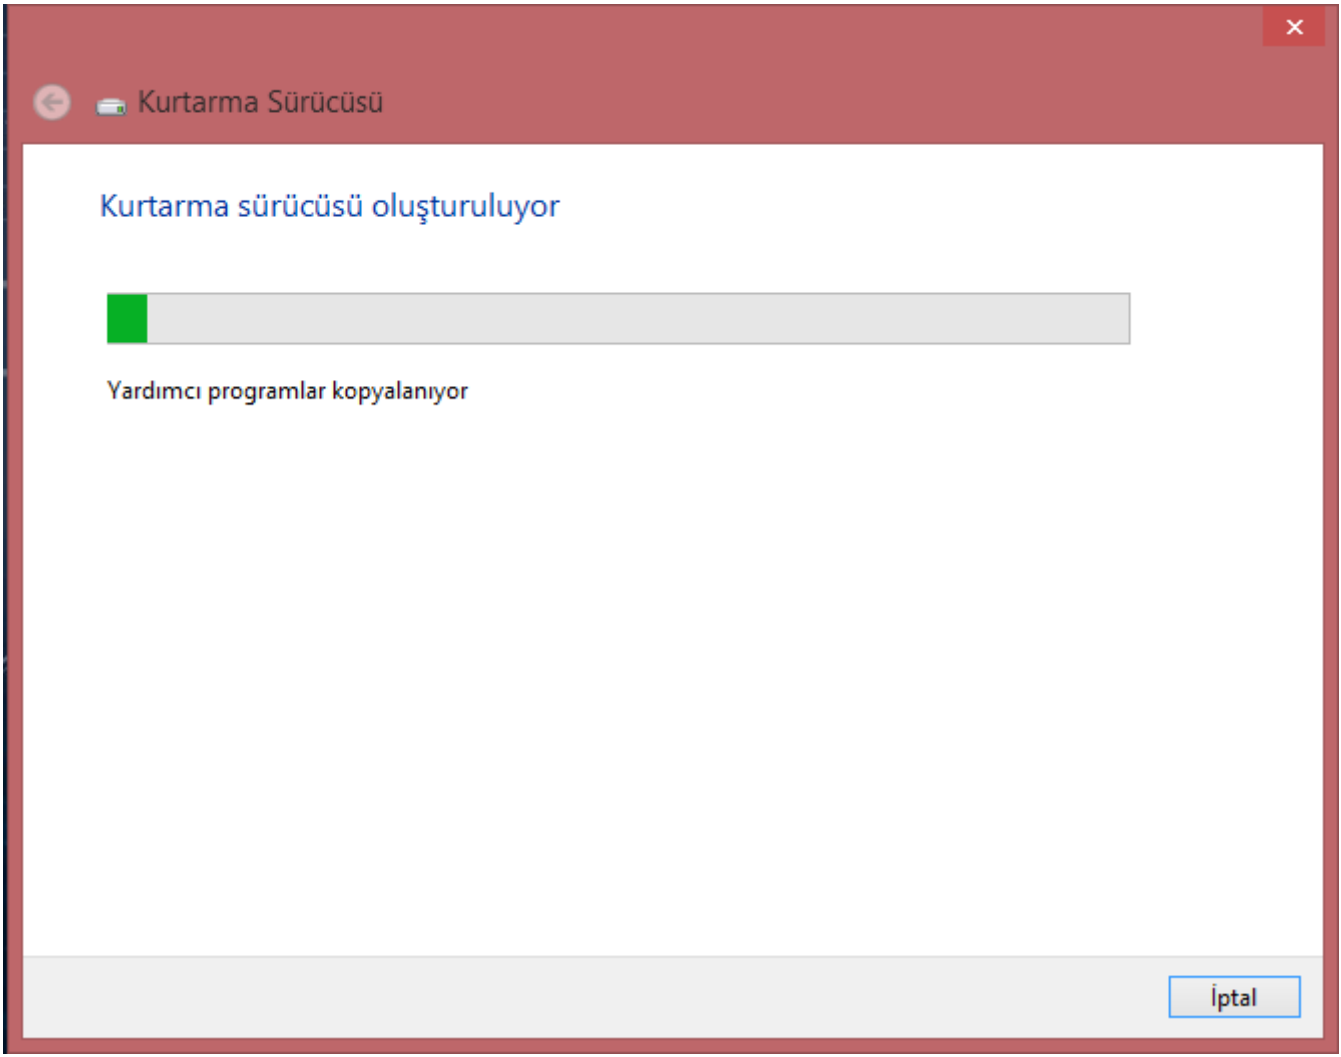 Kurtarma Sürücüsü
Kurtarma sürücüsü oluşturuluyor
Yardımcı programlar kopyalanıyor
İptal